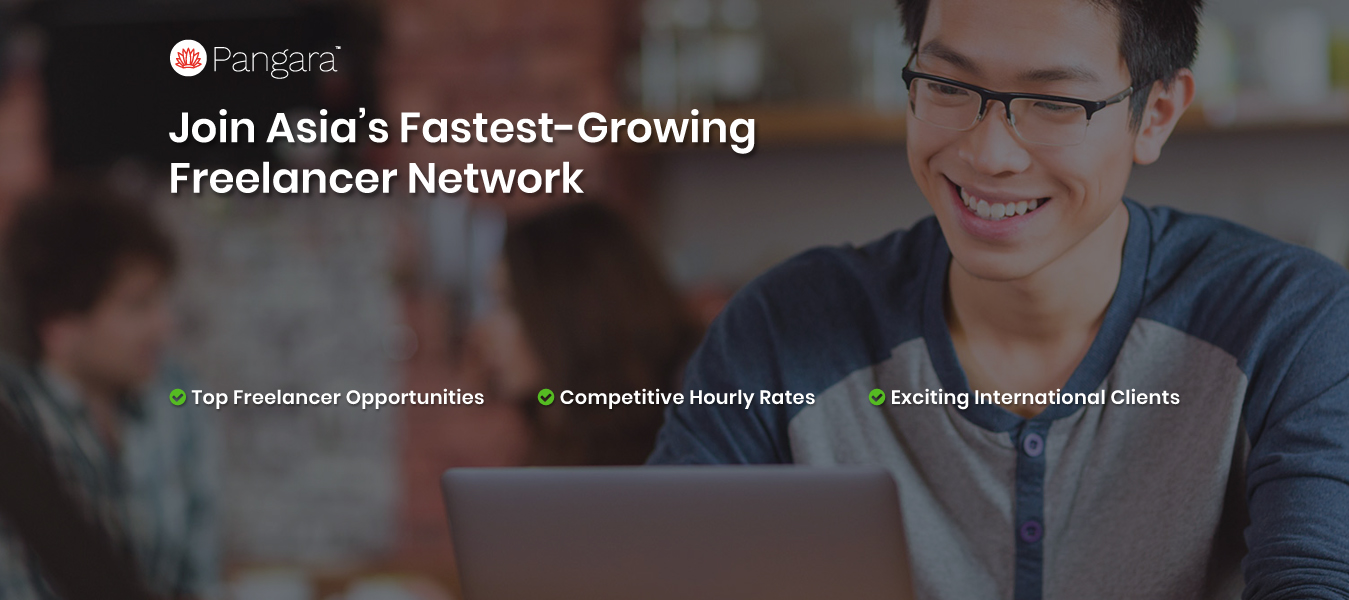 Pangara™
Join Asia’s Fastest-Growing
Freelancer Network
Top Freelancer Opportunities
Competitive Hourly Rates
Exciting International Clients